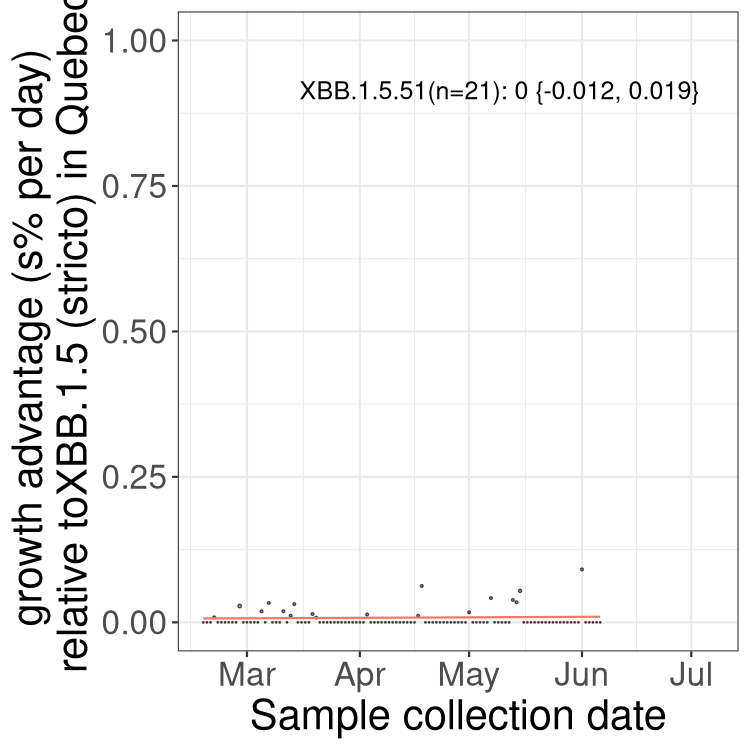 growth advantage (s% per day)
relative toXBB.1.5 (stricto) in Quebec
1.00
0.75
0.50
0.25
0.00
XBB.1.5.51(n=21): 0 {-0.012, 0.019}
Mar Apr May Jun Jul
Sample collection date